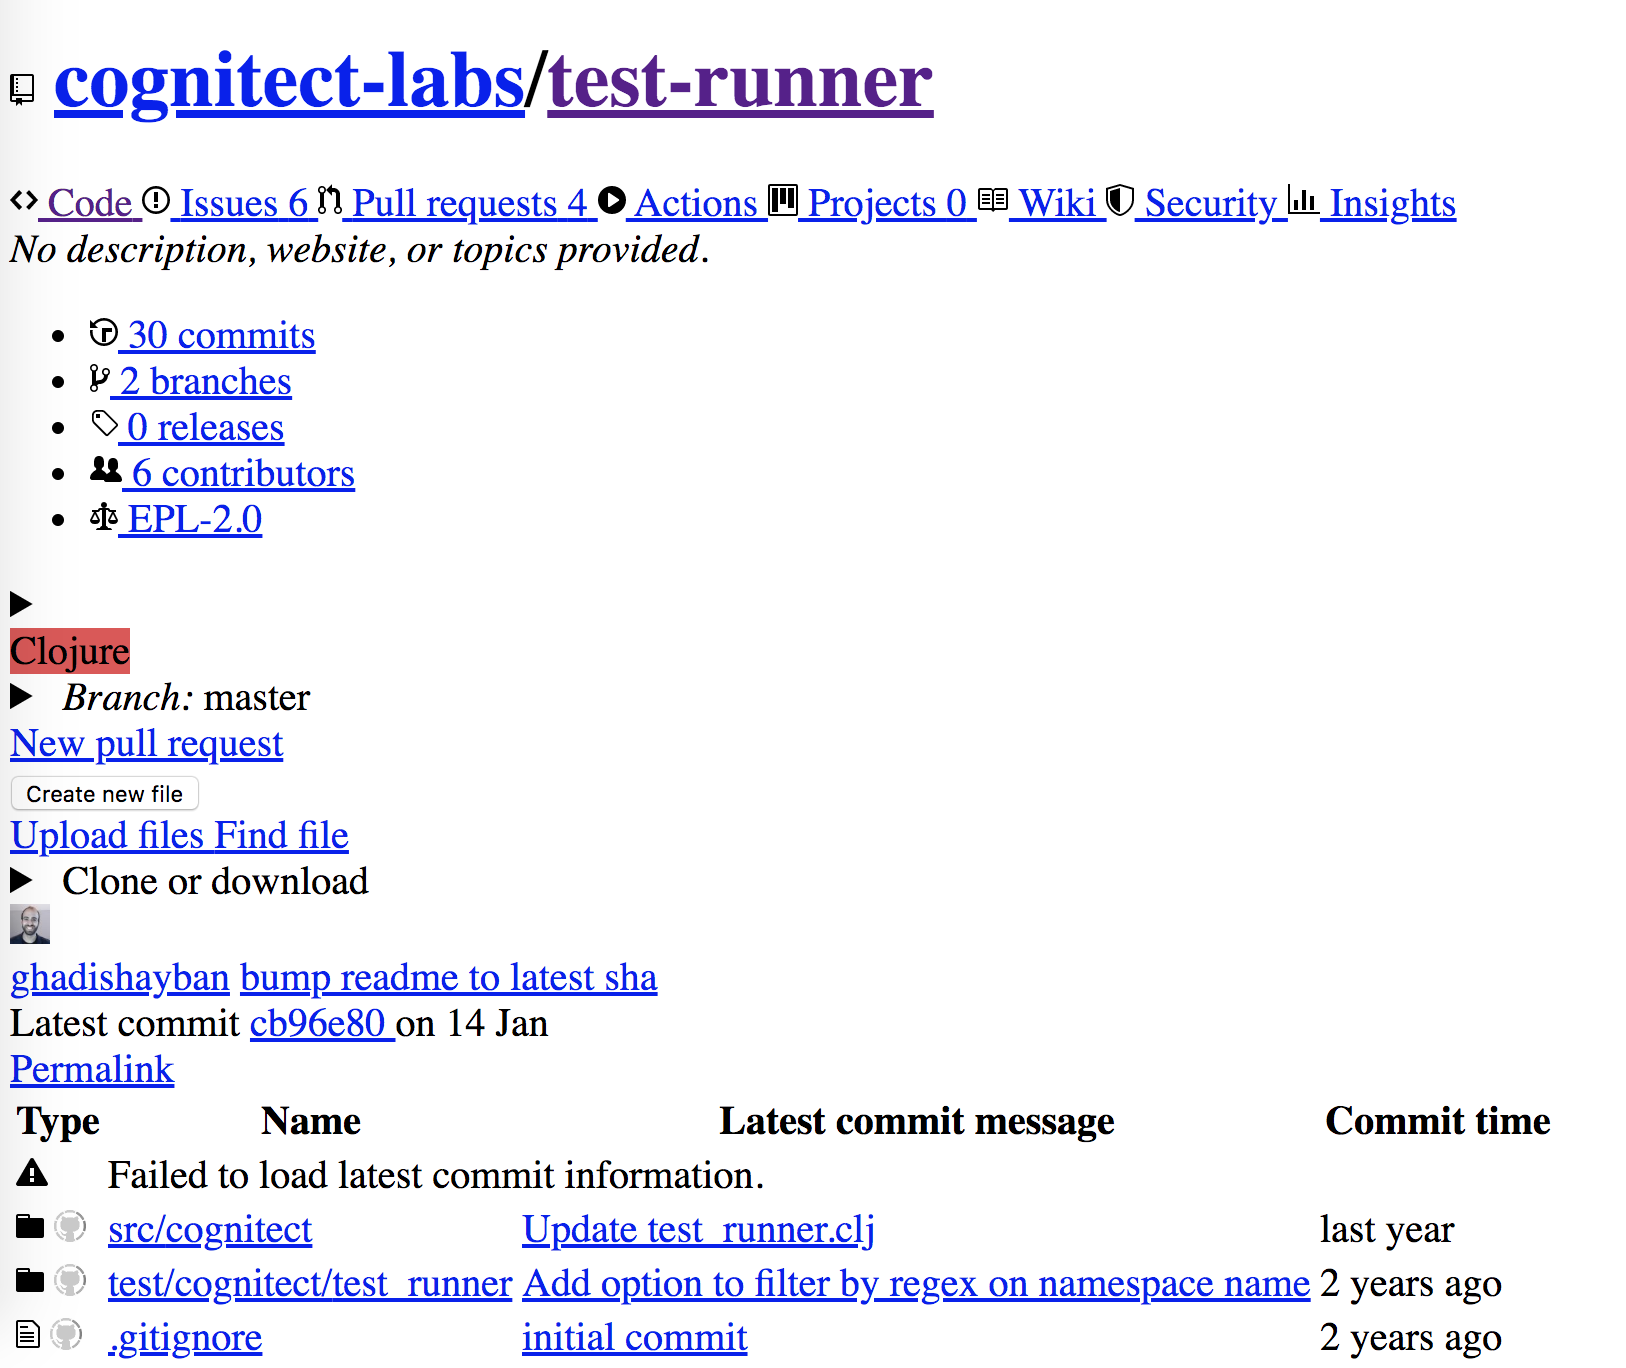 cognitect-labs/test-runner
Code Issues 6 Pull requests 4 Actions Projects 0 Wiki Security Insights
No description, website, or topics provided.
30 commits
2 branches
0 releases
6 contributors
EPL-2.0
Clojure
Branch: master
New pull request
Create new file
Upload files Find file
Clone or download
ghadishayban bump readme to latest sha
Latest commit cb96e80 on 14 Jan
Permalink
Type Name Latest commit message Commit time
Failed to load latest commit information.
src/cognitect Update test_runner.clj last year
test/cognitect/test_runner Add option to filter by regex on namespace name 2 years ago
.gitignore initial commit 2 years ago